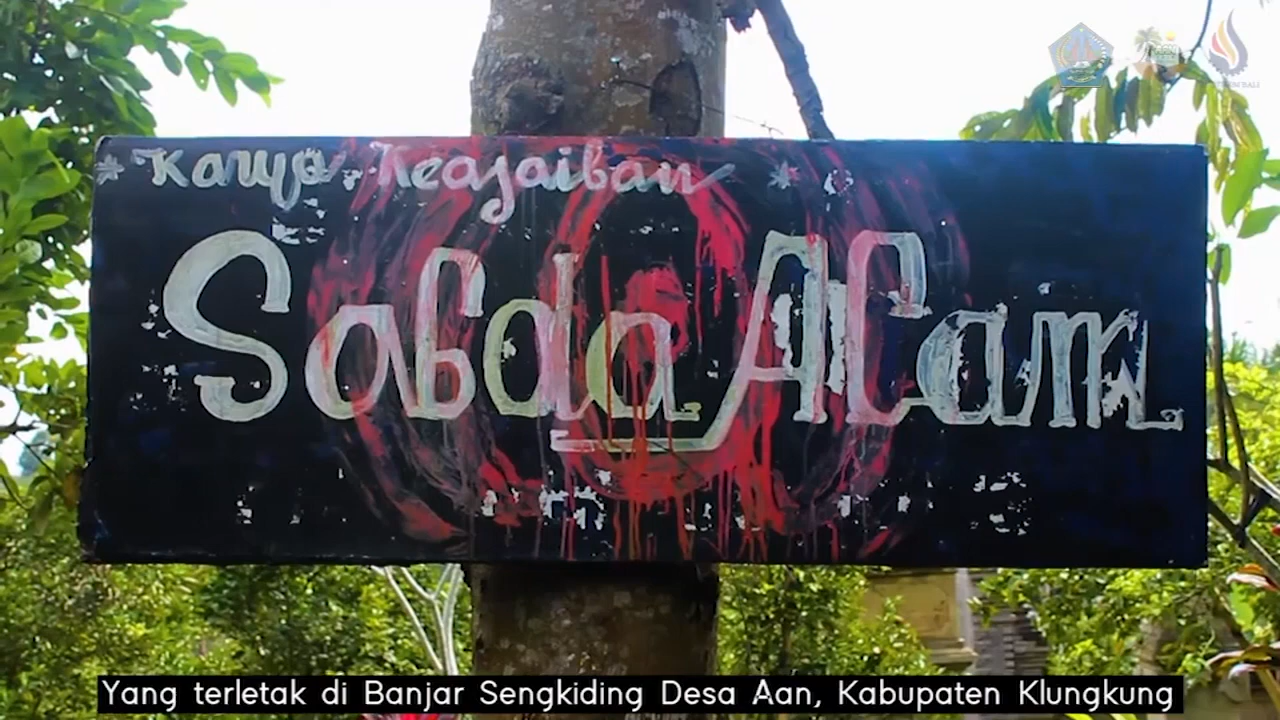 * Karya Keajaiban *
Sabda Alam
Yang terletak di Banjar Sengkiding Desa Aan, Kabupaten Klungkung